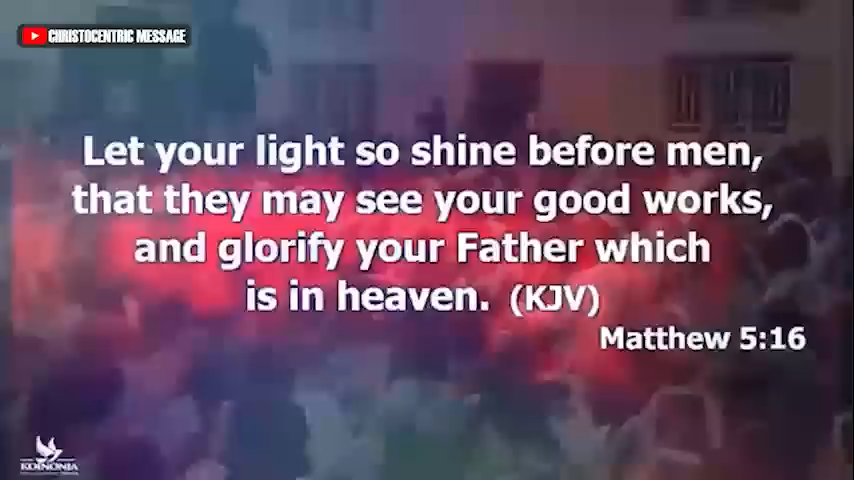 CHRISTOCENTRIC MESSAGE
Let your light so shine before men,
that they may see your good works,
and glorify your Father which
is in heaven. (KJV)
Matthew 5:16
KOINONIA